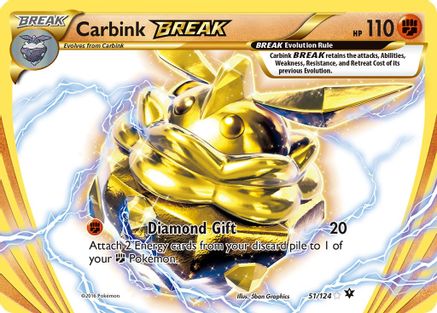 BREAK
Carbink BREAK
HP 110
Evolves from Carbink
BREAK Evolution Rule
Carbink BREAK retains the attacks, Abilities,
Weakness, Resistance, and Retreat Cost of its
previous Evolution.
Diamond Gift 20
Attach 2 Energy cards from your discard pile to 1 of
your Pokémon.
©2016 Pokémon
Illus. 5ban Graphics
51/124